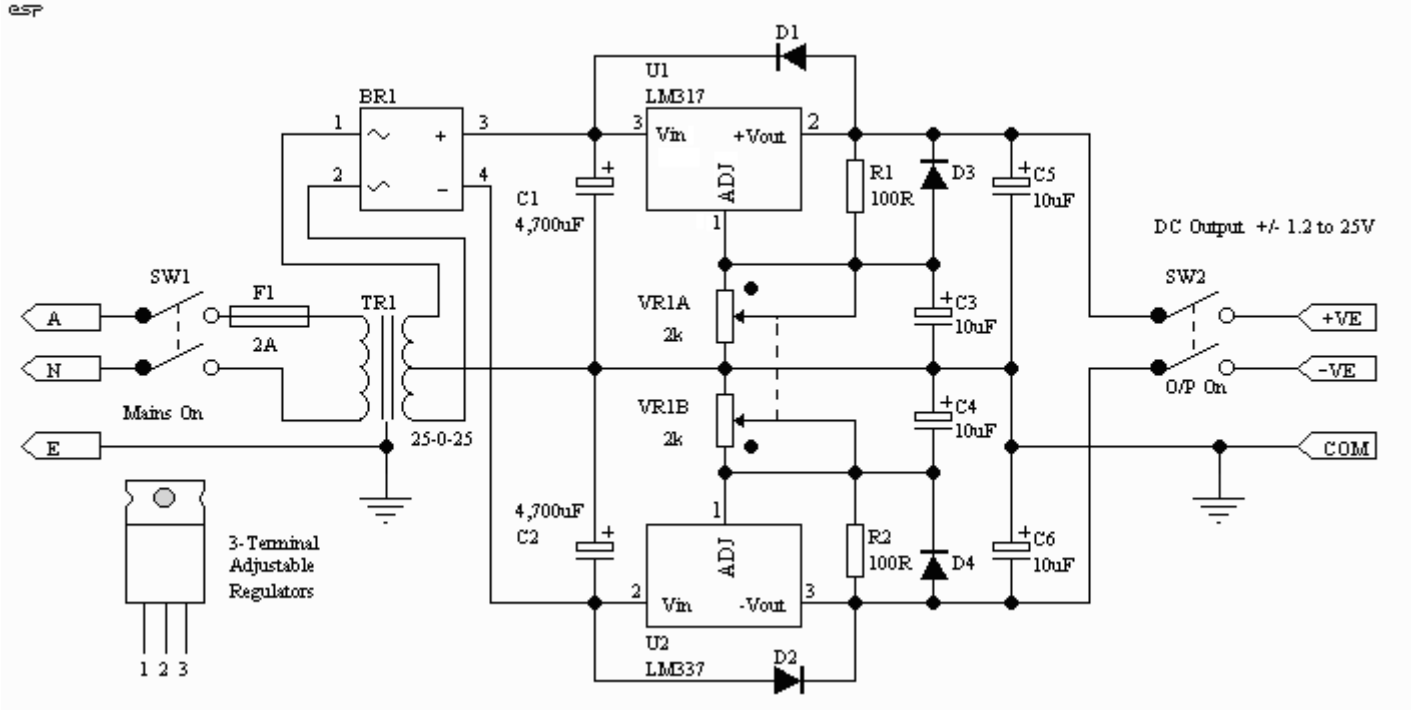 esp
D1
U1
LM317
BR1
1
2
3
4
+
-
3
Vin
+Vout
2
ADJ
1
R1
100R
D3
+
C5
10uF
+
C1
4,700uF
DC Output +/- 1.2 to 25V
SW1
F1
TR1
VR1A
2k
+
C3
10uF
SW2
A
2A
+VE
N
-VE
Mains On
VR1B
2k
+
C4
10uF
O/P On
E
25-0-25
COM
4,700uF
C2
+
1
ADJ
R2
100R
D4
+
C6
10uF
3-Terminal
Adjustable
Regulators
2
Vin
-Vout
3
U2
LM337
D2
1 2 3